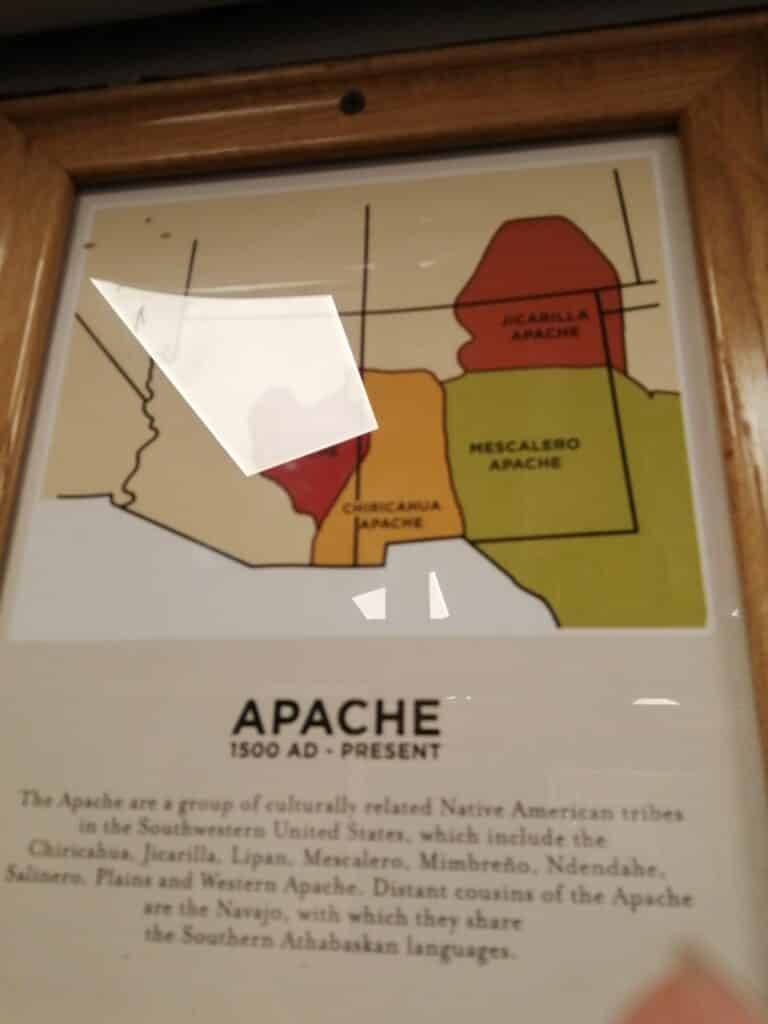 JICARILLA
APACHE
MESCALERO
APACHE
CHIRICAHUA
APACHE
APACHE
1500 AD - PRESENT
The Apache are a group of culturally related Native American tribes
in the Southwestern United States, which include the
Chiricahua, Jicarilla, Lipan, Mescalero, Mimbreño, Ndendahe,
Salinero, Plains and Western Apache. Distant cousins of the Apache
are the Navajo, with which they share
the Southern Athabaskan languages.